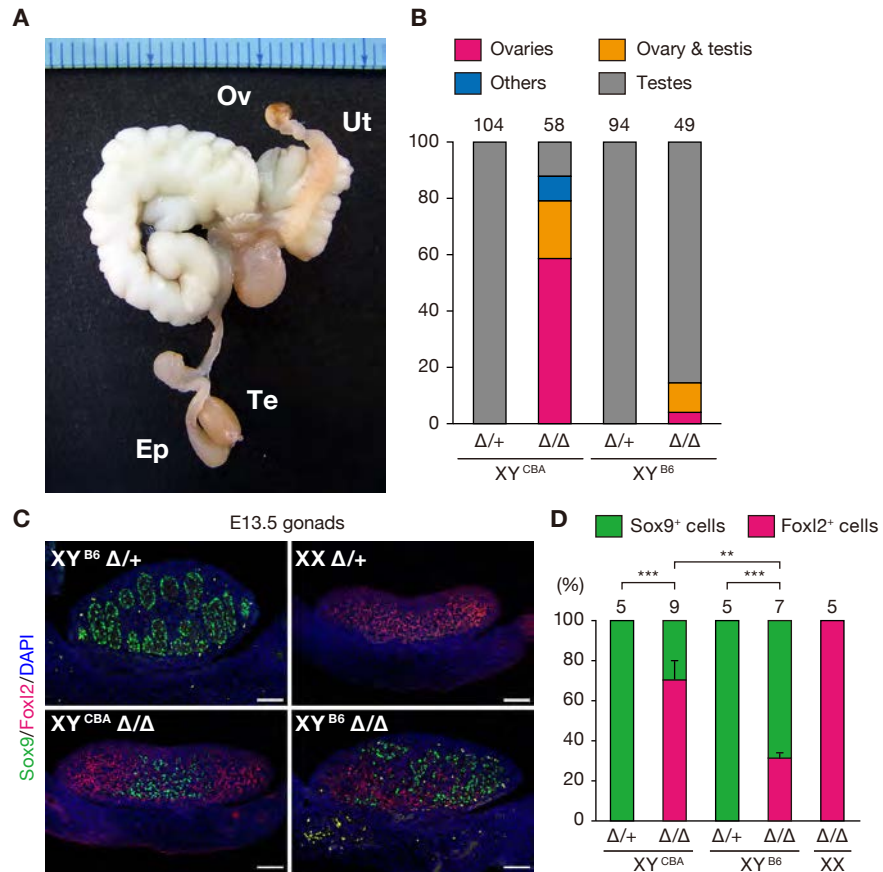 A
Ov
Ut
Te
Ep
B
Ovaries
Ovary & testis
Others
Testes
104 58 94 49
100
80
60
40
20
0
Δ/+ Δ/Δ Δ/+ Δ/Δ
XY CBA XY B6
C
E13.5 gonads
Sox9/Foxl2/DAPI
XY B6 Δ/+
XX Δ/+
XY CBA Δ/Δ
XY B6 Δ/Δ
D
Sox9+ cells Foxl2+ cells
**
*** ***
(%)
5 9 5 7 5
100
80
60
40
20
0
Δ/+ Δ/Δ Δ/+ Δ/Δ Δ/Δ
XY CBA XY B6 XX